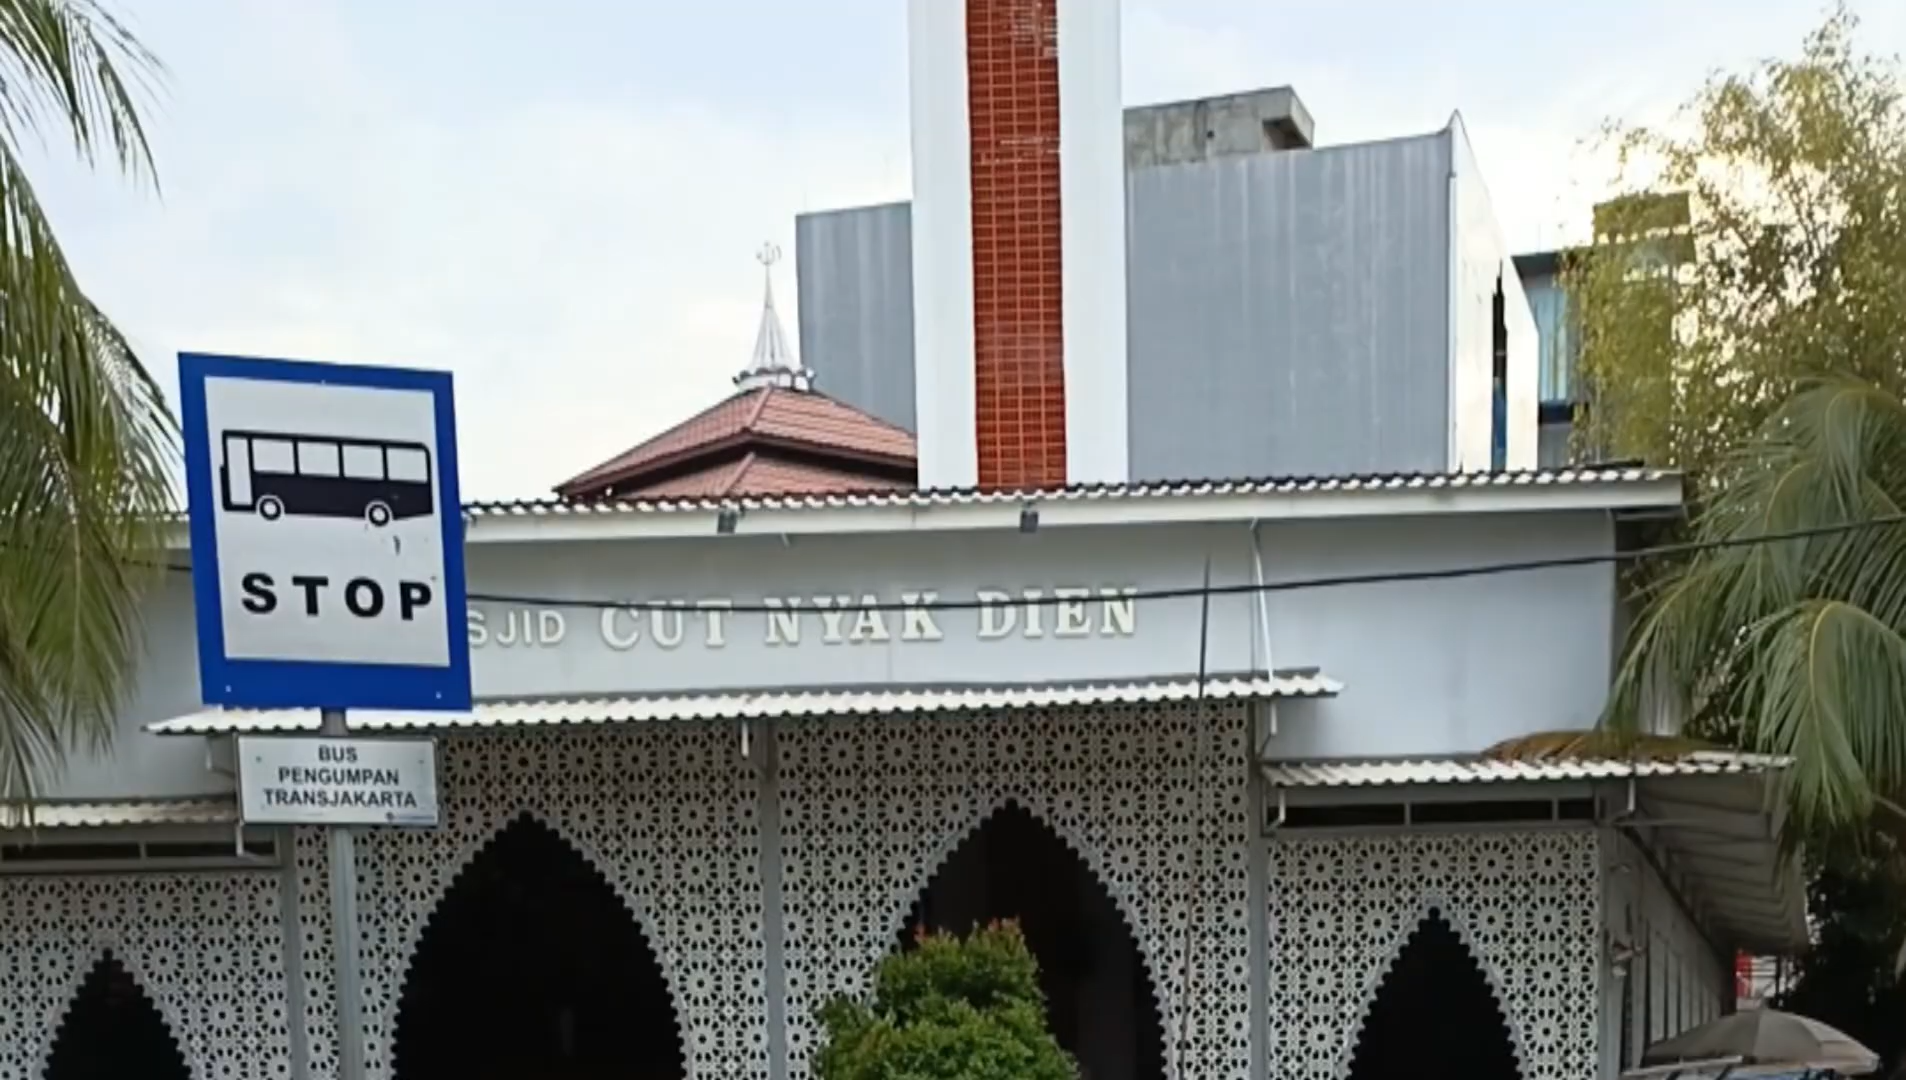 STOP
BUS
PENGUMPAN
TRANSJAKARTA
SJID CUT NYAK DIEN